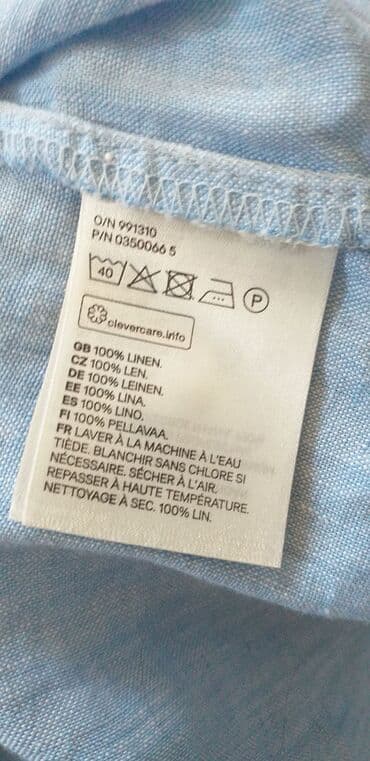 O/N 991310
P/N 0350066 5
40 P
clevercare.info
GB 100% LINEN.
CZ 100% LEN.
DE 100% LEINEN.
EE 100% LINA.
ES 100% LINO.
FI 100% PELLAVAA.
FR LAVER À LA MACHINE À L'EAU
TIÈDE. BLANCHIR SANS CHLORE SI
NÉCESSAIRE. SÉCHER À L'AIR.
REPASSER À HAUTE TEMPÉRATURE.
NETTOYAGE À SEC. 100% LIN.